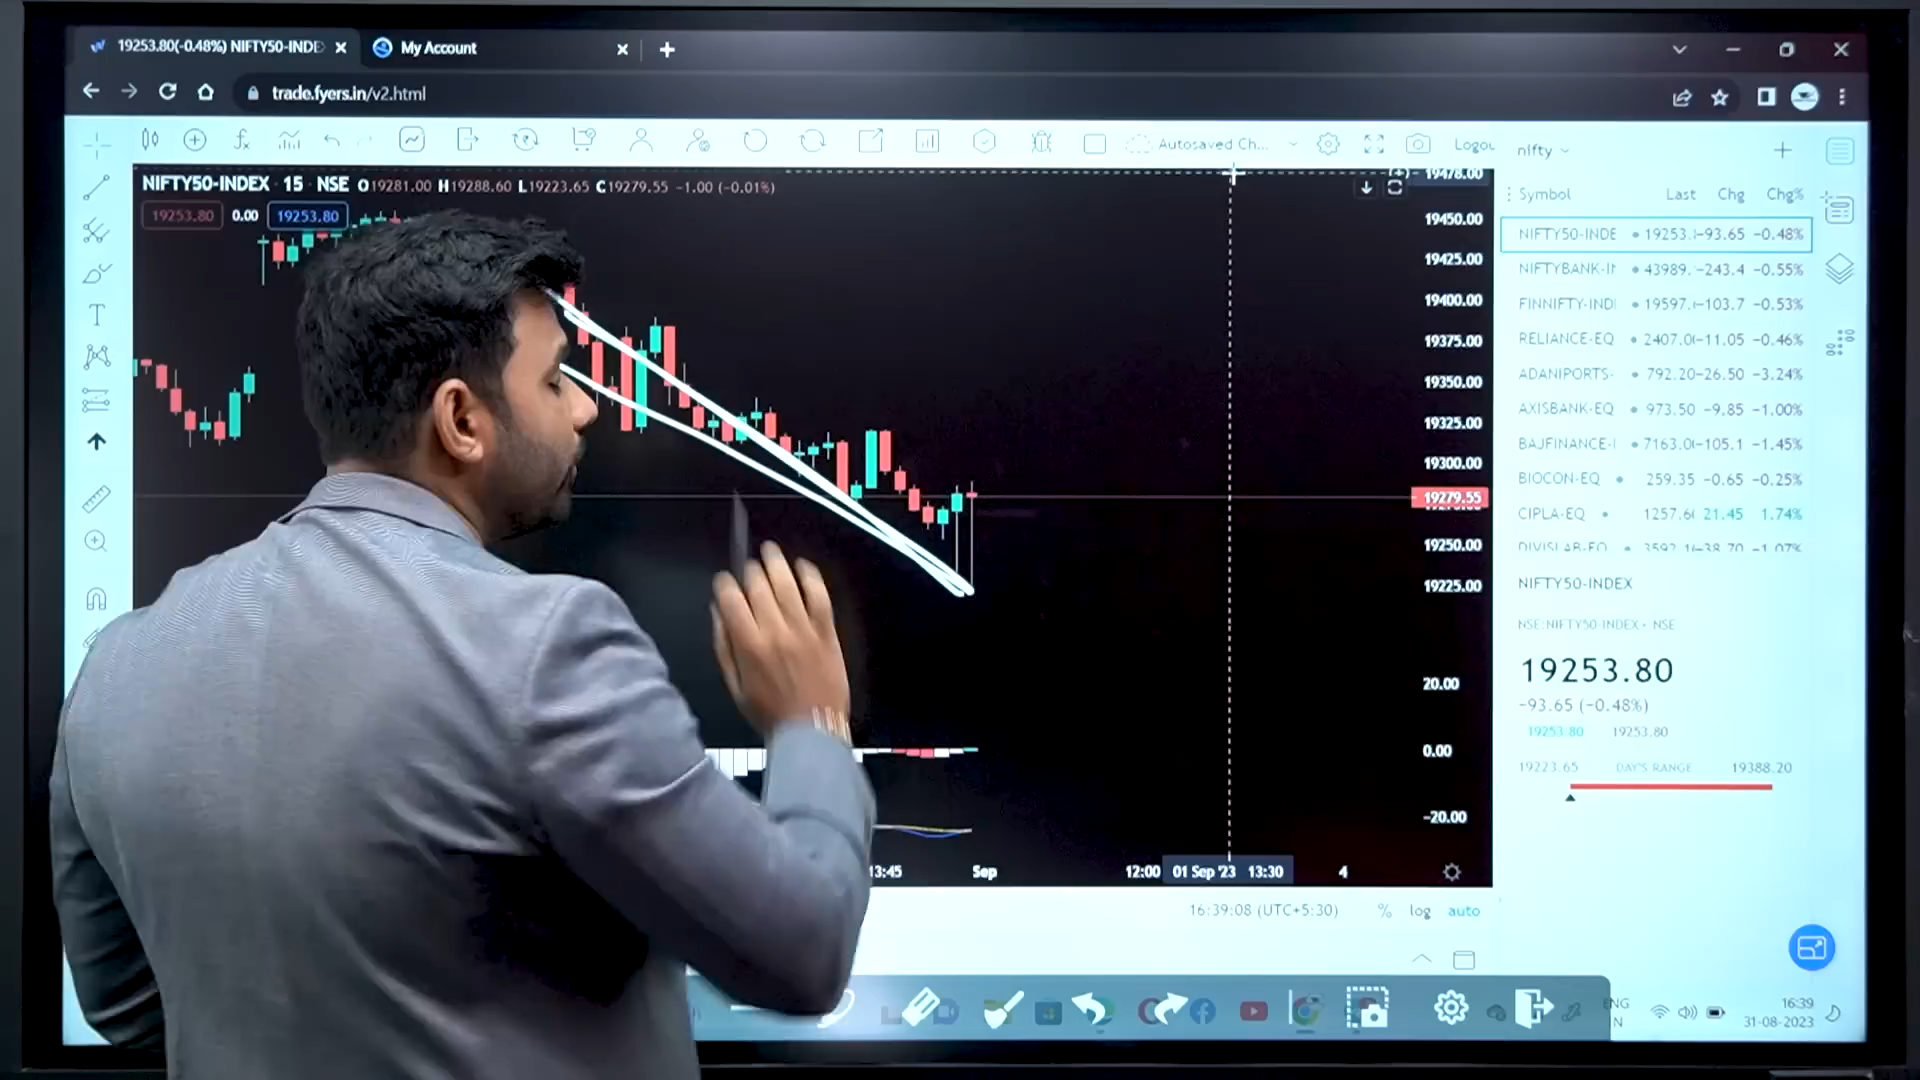 19253.80(-0.48%) NIFTY50-INDE
My Account
trade.fyers.in/v2.html
Autosaved Ch...
Logou
NIFTY50-INDEX · 15 · NSE O19281.00 H19288.60 L19223.65 C19279.55 −1.00 (−0.01%)
19253.80 0.00 19253.80
19478.00
19450.00
19425.00
19400.00
19375.00
19350.00
19325.00
19300.00
19279.55
19250.00
19225.00
20.00
0.00
−20.00
13:45 Sep 12:00 01 Sep '23 13:30 4
16:39:08 (UTC+5:30) % log auto
nifty
Symbol Last Chg Chg%
NIFTY50-INDE 19253. −93.65 −0.48%
NIFTYBANK-I 43989. −243.4 −0.55%
FINNIFTY-IND 19597. −103.7 −0.53%
RELIANCE-EQ 2407.0 −11.05 −0.46%
ADANIPORTS- 792.20 −26.50 −3.24%
AXISBANK-EQ 973.50 −9.85 −1.00%
BAJFINANCE-I 7163.0 −105.1 −1.45%
BIOCON-EQ 259.35 −0.65 −0.25%
CIPLA-EQ 1257.6 21.45 1.74%
DIVISLAB-EQ 3592.1 −38.70 −1.07%
NIFTY50-INDEX
NSE:NIFTY50-INDEX • NSE
19253.80
−93.65 (−0.48%)
19253.80 19253.80
19223.65 DAY'S RANGE 19388.20
ENG
IN
16:39
31-08-2023